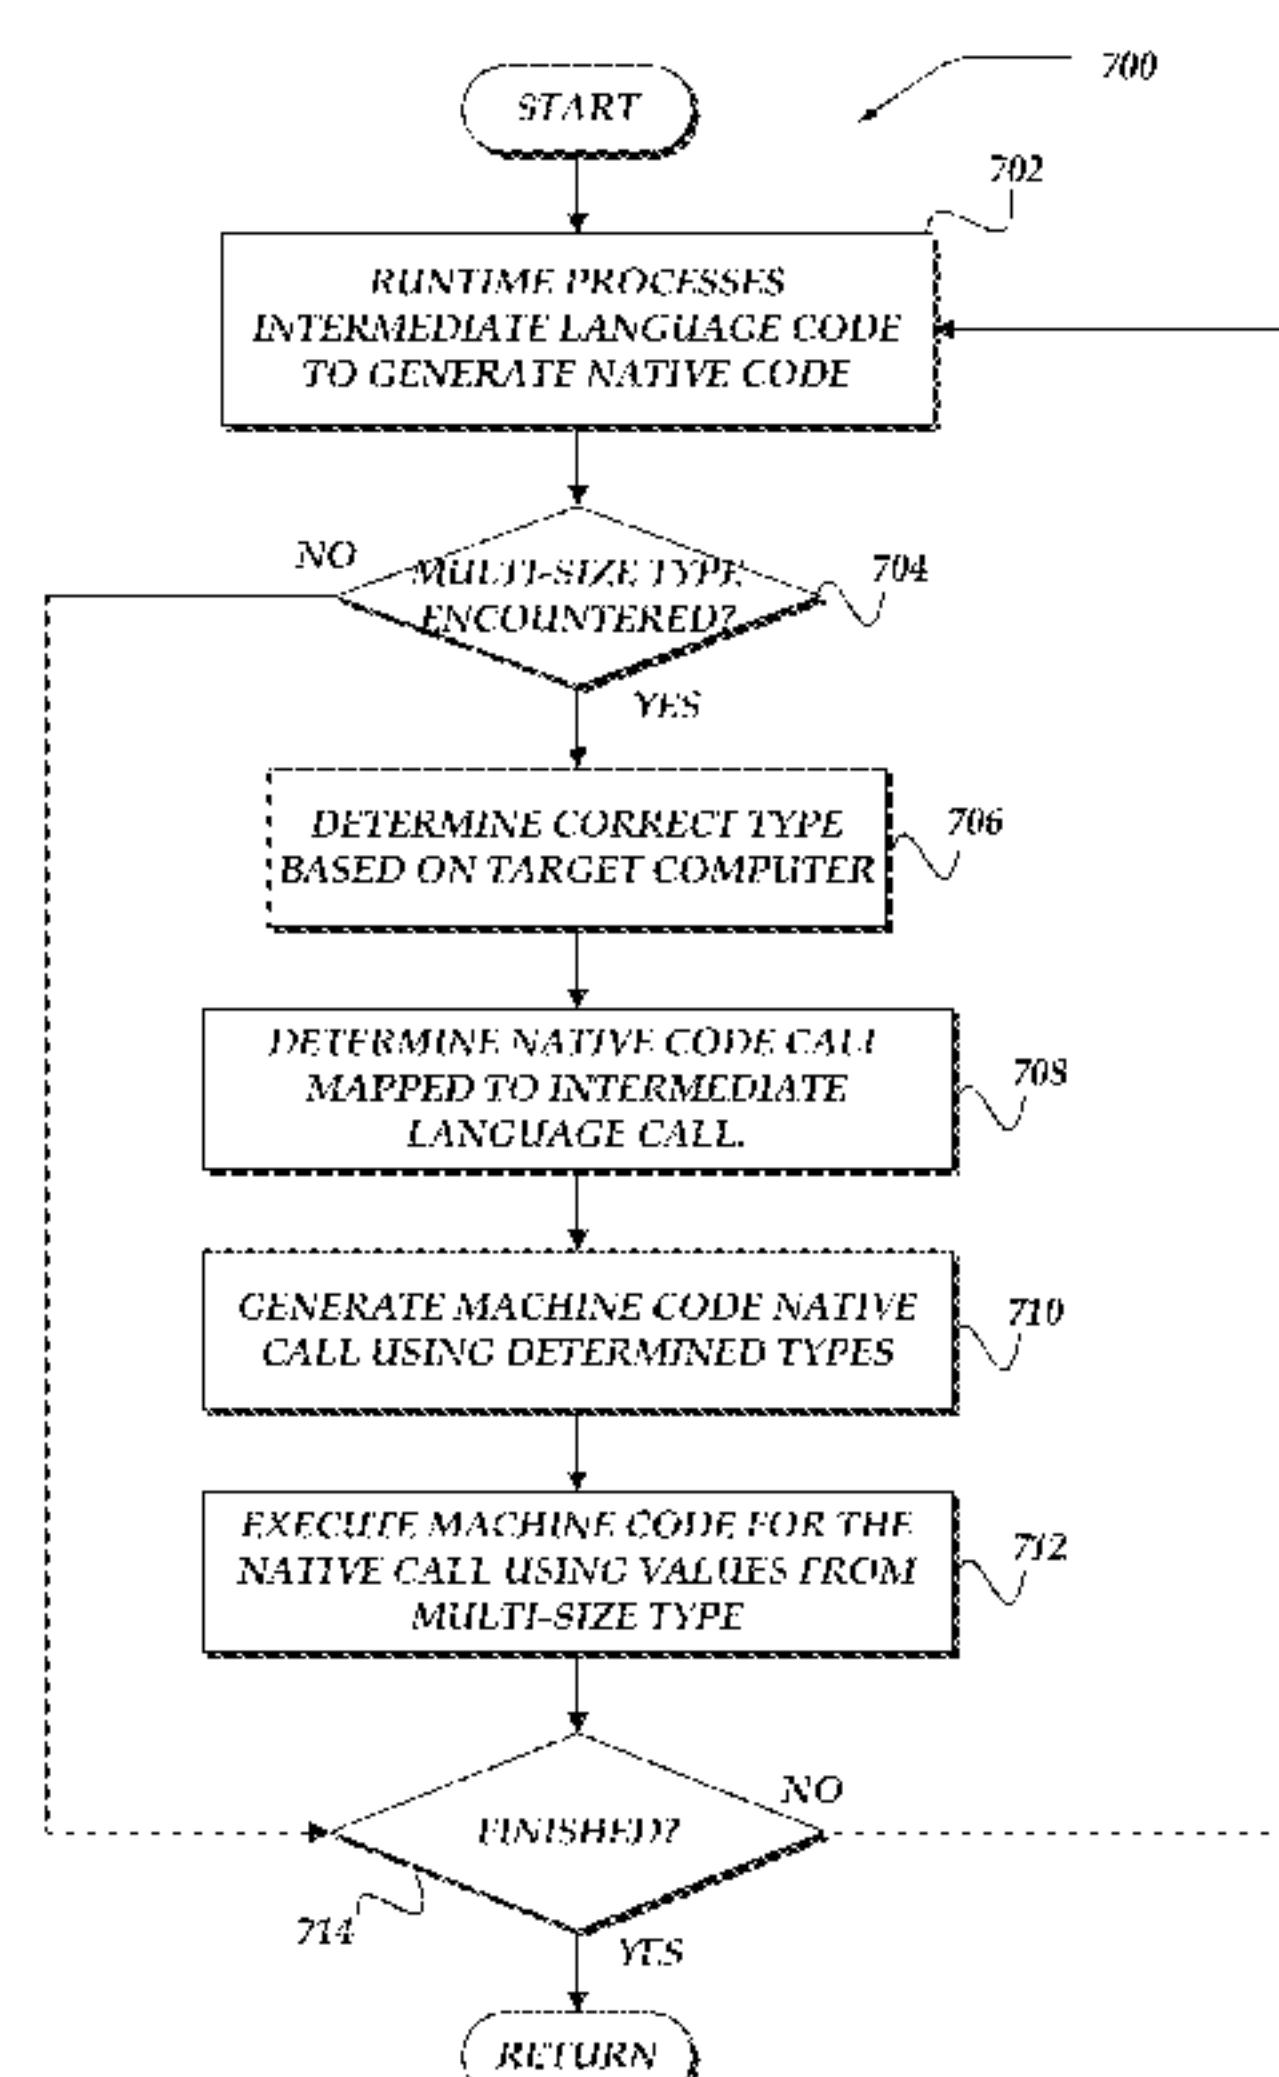 START
700
702
RUNTIME PROCESSES
INTERMEDIATE LANGUAGE CODE
TO GENERATE NATIVE CODE
NO
MULTI-SIZE TYPE
ENCOUNTERED?
704
YES
DETERMINE CORRECT TYPE
BASED ON TARGET COMPUTER
706
DETERMINE NATIVE CODE CALL
MAPPED TO INTERMEDIATE
LANGUAGE CALL.
708
GENERATE MACHINE CODE NATIVE
CALL USING DETERMINED TYPES
710
EXECUTE MACHINE CODE FOR THE
NATIVE CALL USING VALUES FROM
MULTI-SIZE TYPE
712
NO
FINISHED?
714
YES
RETURN